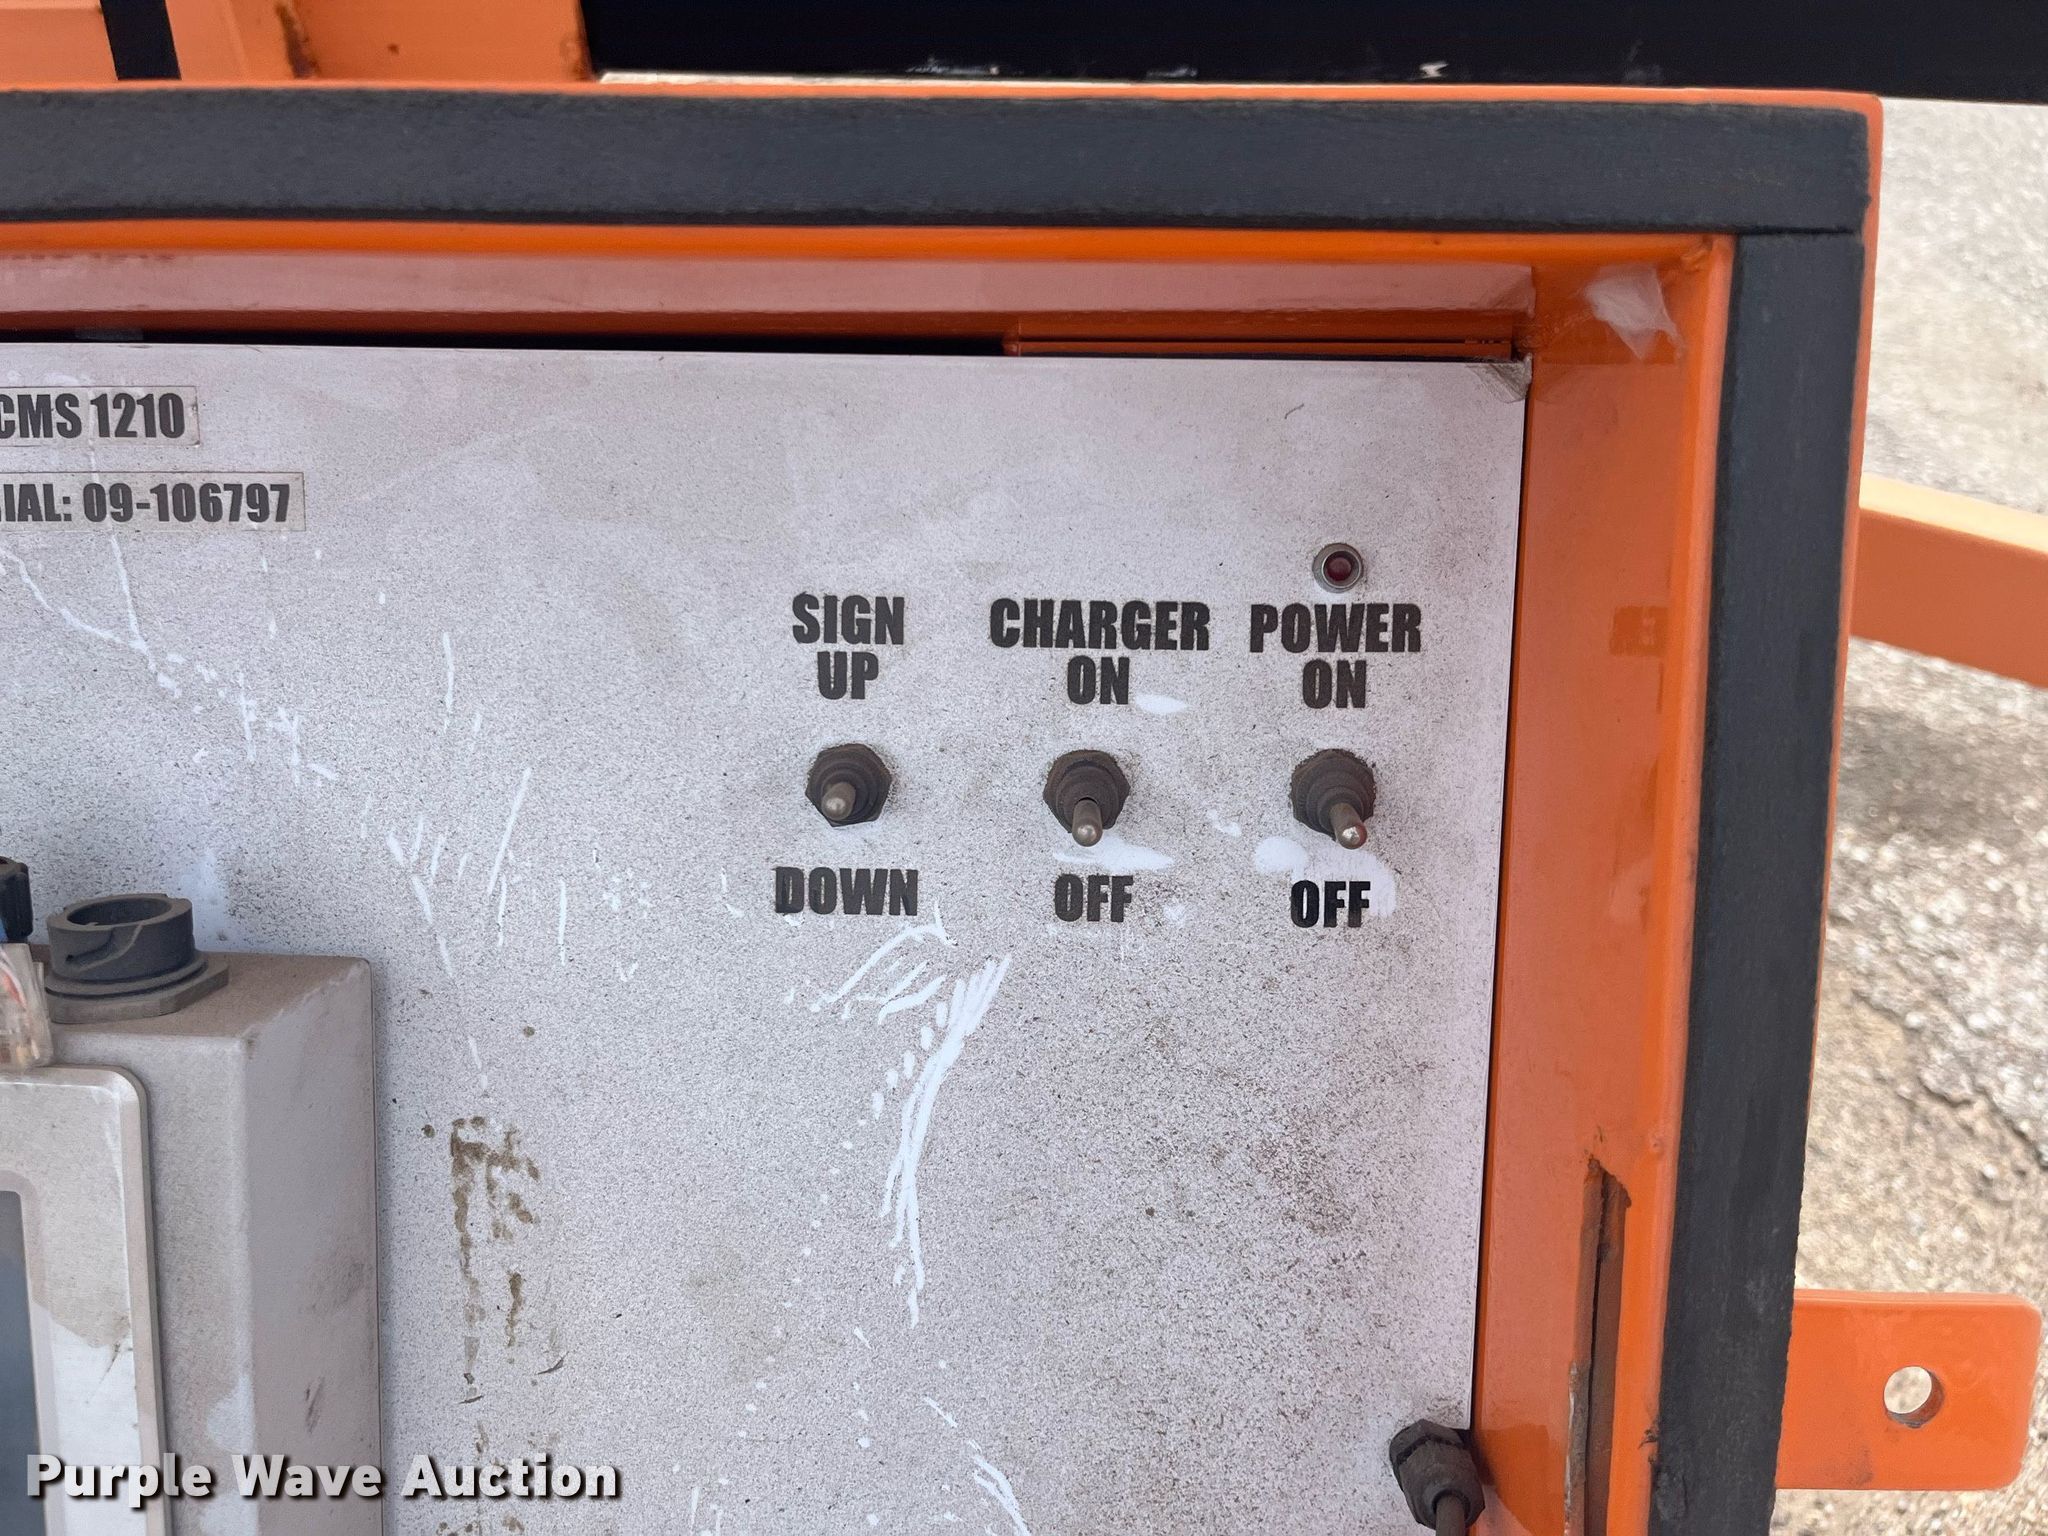 CMS 1210
IAL: 09-106797
SIGN
UP
CHARGER
ON
POWER
ON
DOWN
OFF
OFF
Purple Wave Auction